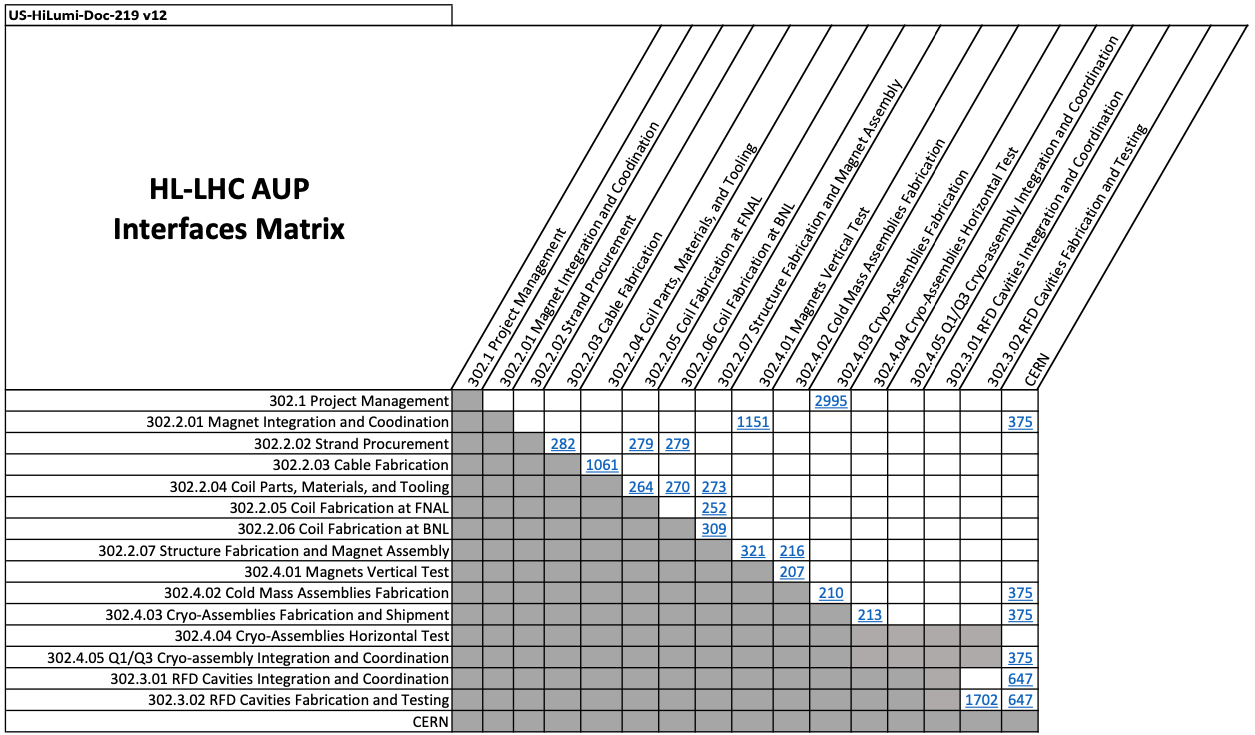 US-HiLumi-Doc-219 v12
HL-LHC AUP
Interfaces Matrix
302.1 Project Management
302.2.01 Magnet Integration and Coordination
302.2.02 Strand Procurement
302.2.03 Cable Fabrication
302.2.04 Coil Parts, Materials, and Tooling
302.2.05 Coil Fabrication at FNAL
302.2.06 Coil Fabrication at BNL
302.2.07 Structure Fabrication and Magnet Assembly
302.4.01 Magnets Vertical Test
302.4.02 Cold Mass Assemblies Fabrication
302.4.03 Cryo-Assemblies Fabrication
302.4.04 Cryo-Assemblies Horizontal Test
302.4.05 Q1/Q3 Cryo-assembly Integration and Coordination
302.3.01 RFD Cavities Integration and Coordination
302.3.02 RFD Cavities Fabrication and Testing
CERN
302.1 Project Management 2995
302.2.01 Magnet Integration and Coodination 1151 375
302.2.02 Strand Procurement 282 279 279
302.2.03 Cable Fabrication 1061
302.2.04 Coil Parts, Materials, and Tooling 264 270 273
302.2.05 Coil Fabrication at FNAL 252
302.2.06 Coil Fabrication at BNL 309
302.2.07 Structure Fabrication and Magnet Assembly 321 216
302.4.01 Magnets Vertical Test 207
302.4.02 Cold Mass Assemblies Fabrication 210 375
302.4.03 Cryo-Assemblies Fabrication and Shipment 213 375
302.4.04 Cryo-Assemblies Horizontal Test
302.4.05 Q1/Q3 Cryo-assembly Integration and Coordination 375
302.3.01 RFD Cavities Integration and Coordination 647
302.3.02 RFD Cavities Fabrication and Testing 1702 647
CERN